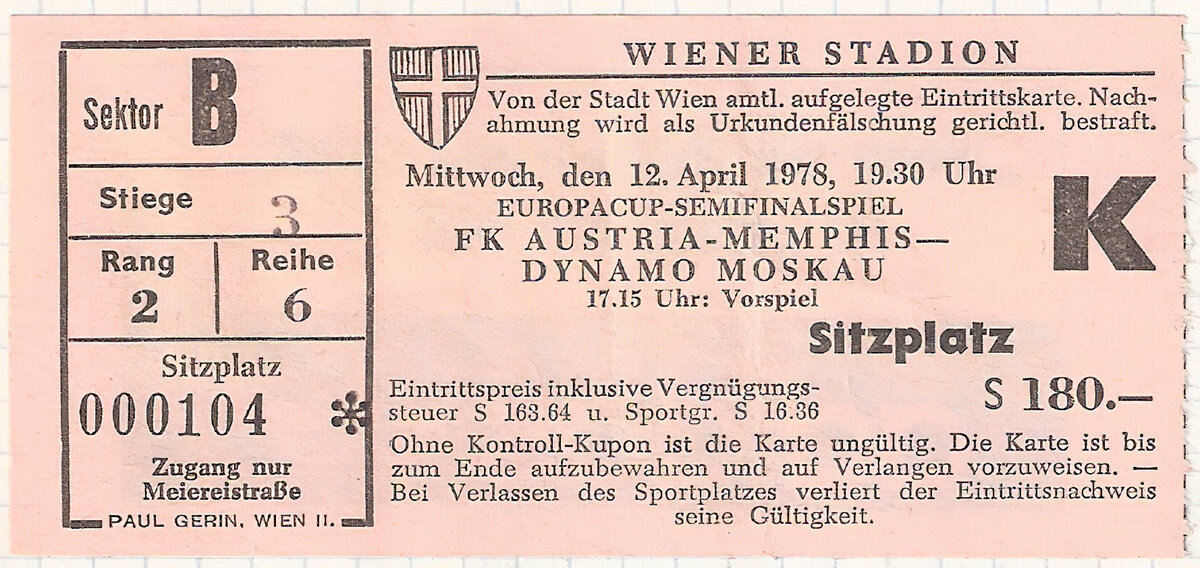 Sektor B
Stiege 3
Rang Reihe
2 6
Sitzplatz
000104 *
Zugang nur
Meiereistraße
PAUL GERIN, WIEN II.
WIENER STADION
Von der Stadt Wien amtl. aufgelegte Eintrittskarte. Nach-
ahmung wird als Urkundenfälschung gerichtl. bestraft.
Mittwoch, den 12. April 1978, 19.30 Uhr
EUROPACUP-SEMIFINALSPIEL
FK AUSTRIA-MEMPHIS—
DYNAMO MOSKAU
17.15 Uhr: Vorspiel
K
Sitzplatz
Eintrittspreis inklusive Vergnügungs-
steuer S 163.64 u. Sportgr. S 16.36
S 180.—
Ohne Kontroll-Kupon ist die Karte ungültig. Die Karte ist bis
zum Ende aufzubewahren und auf Verlangen vorzuweisen. —
Bei Verlassen des Sportplatzes verliert der Eintrittsnachweis
seine Gültigkeit.